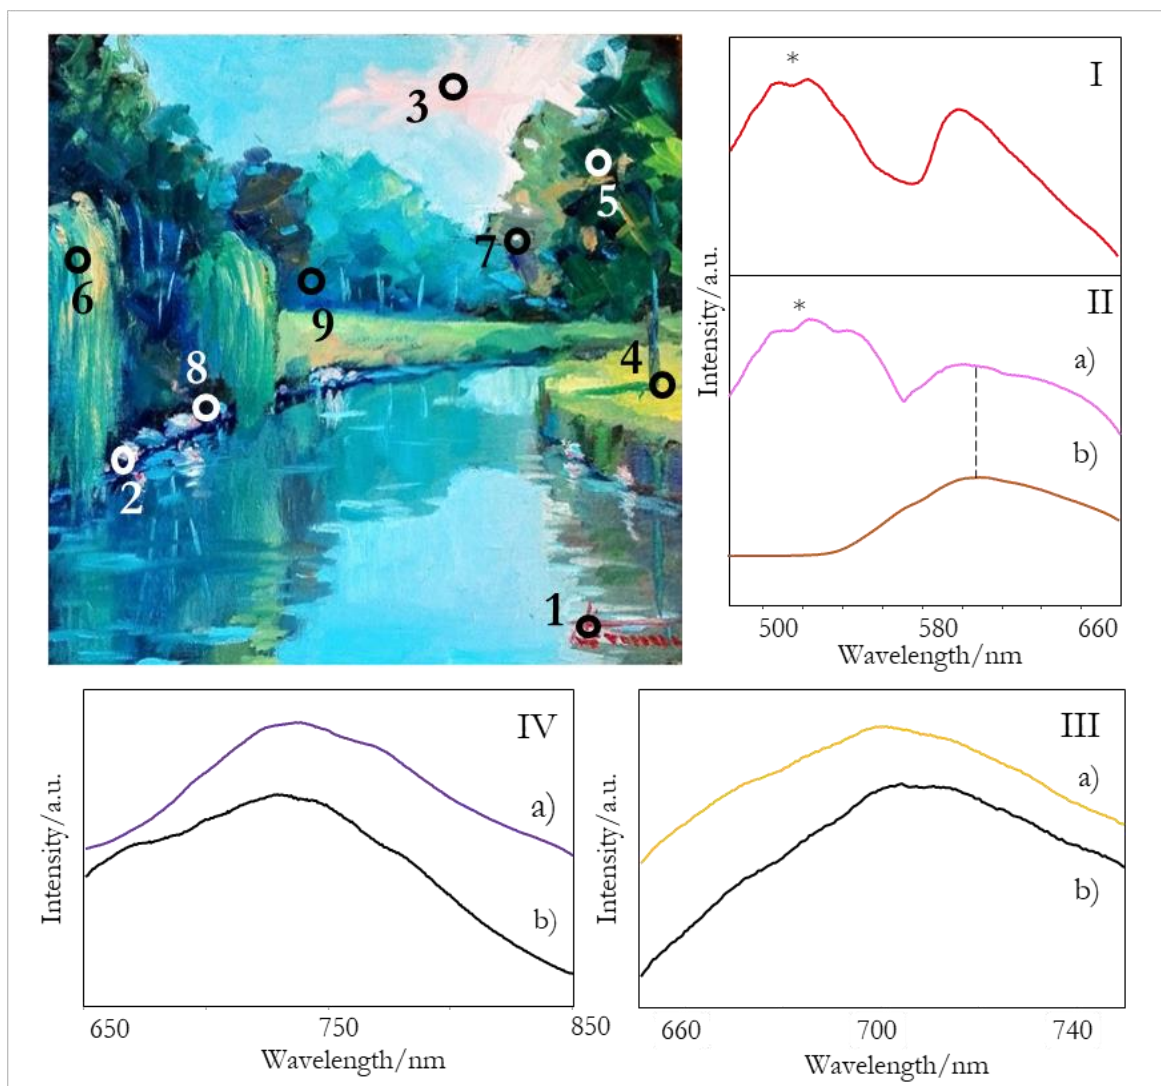 3
5
7
6
9
4
8
2
1
*
I
Intensity/a.u.
*
II
a)
b)
500 580 660
Wavelength/nm
IV
Intensity/a.u.
a)
b)
650 750 850
Wavelength/nm
III
Intensity/a.u.
a)
b)
660 700 740
Wavelength/nm